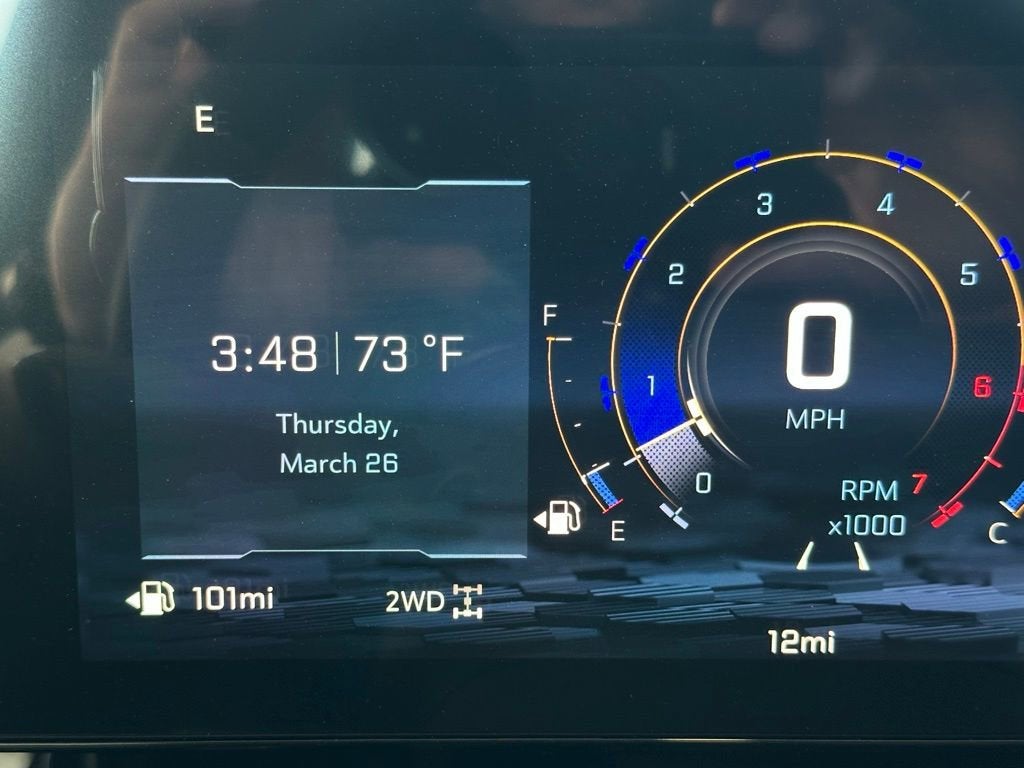 E
3:48 | 73 °F
Thursday,
March 26
101mi
2WD
F
E
0
1
2
3
4
5
6
7
0
MPH
RPM
x1000
C
12mi